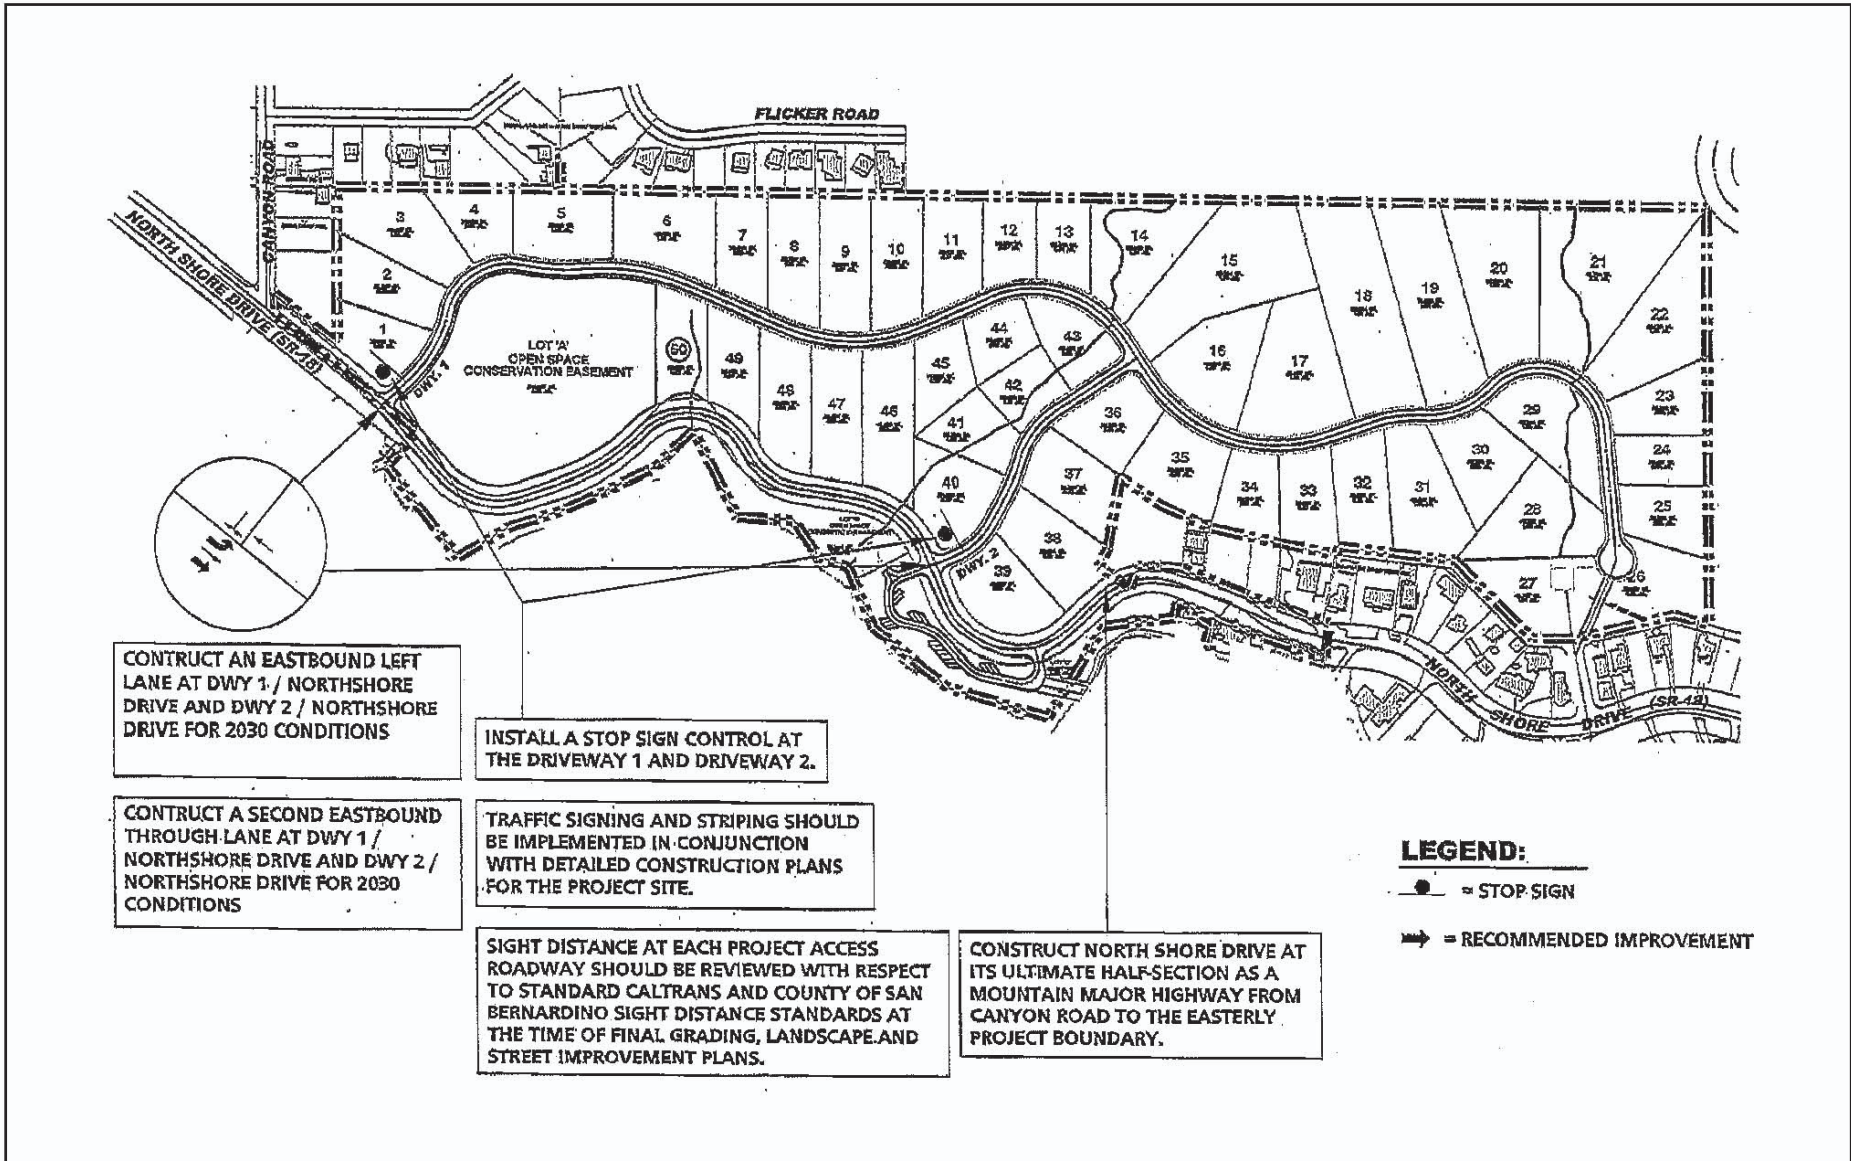 FLICKER ROAD
CANYON ROAD
NORTH SHORE DRIVE (SR-18)
3
4
5
6
7
8
9
10
11
12
13
14
15
16
17
18
19
20
21
22
2
1
DWY. 1
LOT 'A'
OPEN SPACE
CONSERVATION EASEMENT
50
49
48
47
46
45
44
43
42
41
40
36
37
38
39
DWY. 2
35
34
33
32
31
30
29
28
27
26
23
24
25
NORTH SHORE DRIVE (SR-18)
CONTRUCT AN EASTBOUND LEFT
LANE AT DWY 1 / NORTHSHORE
DRIVE AND DWY 2 / NORTHSHORE
DRIVE FOR 2030 CONDITIONS
CONTRUCT A SECOND EASTBOUND
THROUGH LANE AT DWY 1 /
NORTHSHORE DRIVE AND DWY 2 /
NORTHSHORE DRIVE FOR 2030
CONDITIONS
INSTALL A STOP SIGN CONTROL AT
THE DRIVEWAY 1 AND DRIVEWAY 2.
TRAFFIC SIGNING AND STRIPING SHOULD
BE IMPLEMENTED IN CONJUNCTION
WITH DETAILED CONSTRUCTION PLANS
FOR THE PROJECT SITE.
SIGHT DISTANCE AT EACH PROJECT ACCESS
ROADWAY SHOULD BE REVIEWED WITH RESPECT
TO STANDARD CALTRANS AND COUNTY OF SAN
BERNARDINO SIGHT DISTANCE STANDARDS AT
THE TIME OF FINAL GRADING, LANDSCAPE AND
STREET IMPROVEMENT PLANS.
CONSTRUCT NORTH SHORE DRIVE AT
ITS ULTIMATE HALF-SECTION AS A
MOUNTAIN MAJOR HIGHWAY FROM
CANYON ROAD TO THE EASTERLY
PROJECT BOUNDARY.
LEGEND:
= STOP SIGN
= RECOMMENDED IMPROVEMENT